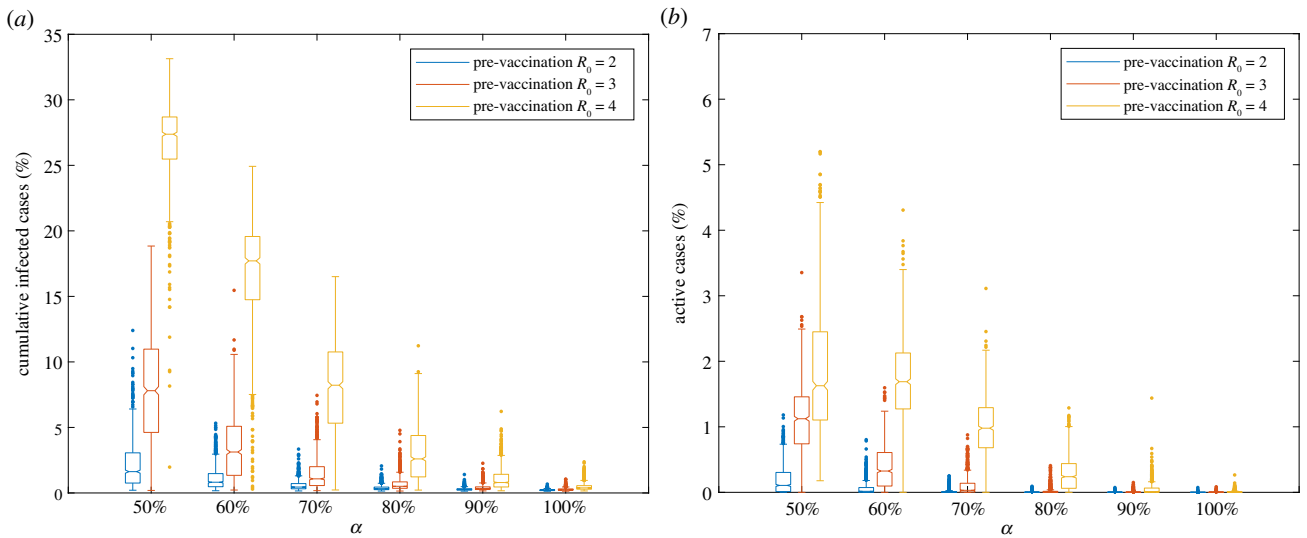 (a)
35
30
25
20
15
10
5
0
cumulative infected cases (%)
pre-vaccination R0 = 2
pre-vaccination R0 = 3
pre-vaccination R0 = 4
50% 60% 70% 80% 90% 100%
α
(b)
7
6
5
4
3
2
1
0
active cases (%)
pre-vaccination R0 = 2
pre-vaccination R0 = 3
pre-vaccination R0 = 4
50% 60% 70% 80% 90% 100%
α